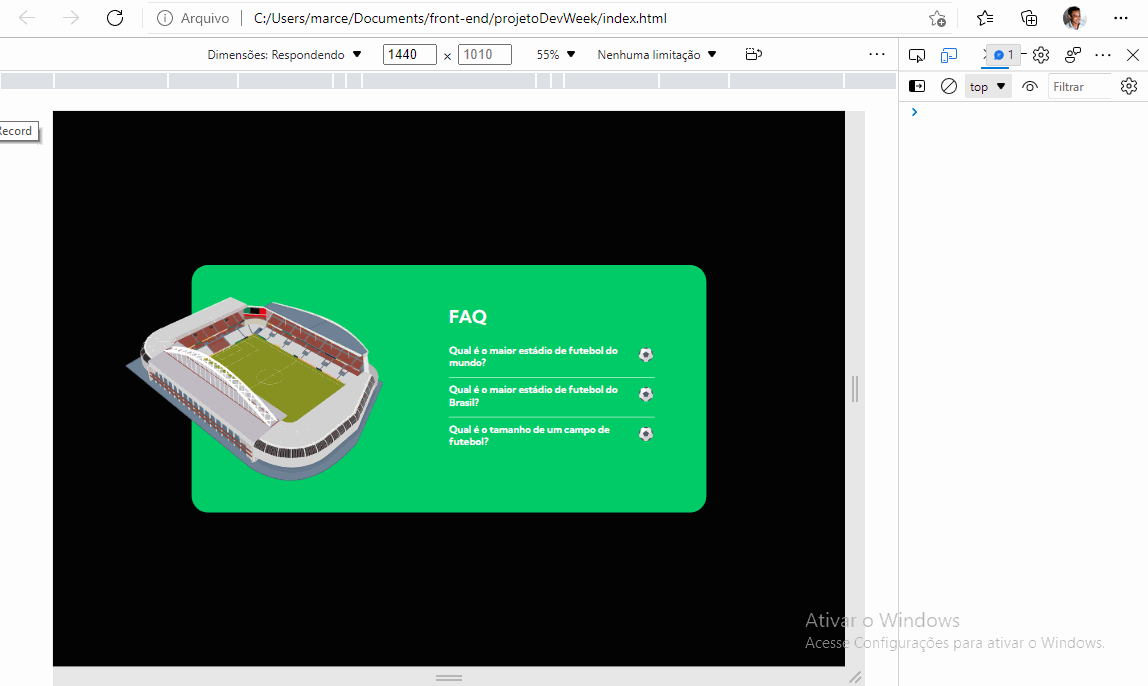 Arquivo
C:/Users/marce/Documents/front-end/projetoDevWeek/index.html
Dimensões: Respondendo
1440 × 1010
55%
Nenhuma limitação
1
top
Filtrar
Record
FAQ
Qual é o maior estádio de futebol do
mundo?
Qual é o maior estádio de futebol do
Brasil?
Qual é o tamanho de um campo de
futebol?
Ativar o Windows
Acesse Configurações para ativar o Windows.